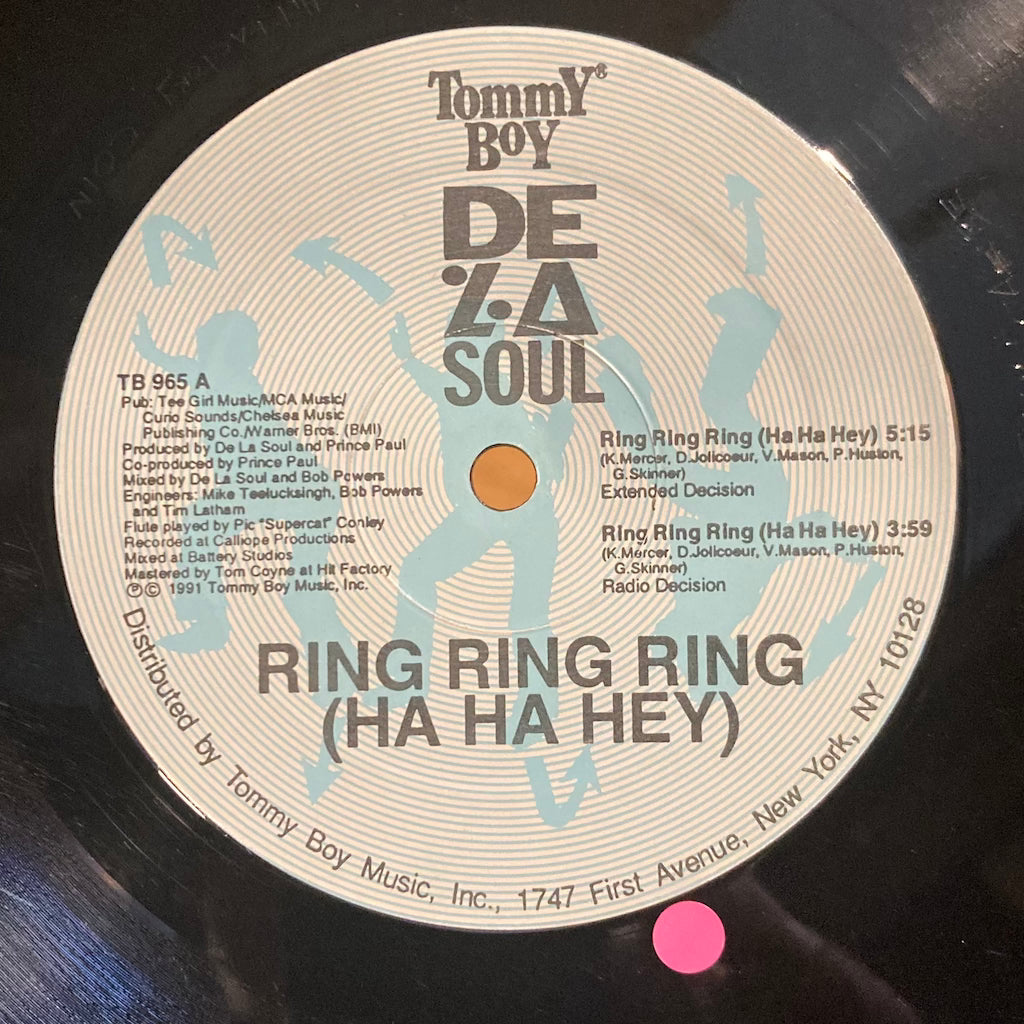 Tommy®
Boy
DE
LA
SOUL
TB 965 A
Pub: Tee Girl Music/MCA Music/
Curio Sounds/Chelsea Music
Publishing Co./Warner Bros. (BMI)
Produced by De La Soul and Prince Paul
Co-produced by Prince Paul
Mixed by De La Soul and Bob Powers
Engineers: Mike Teelucksingh, Bob Powers
and Tim Latham
Flute played by Pic "Supercat" Conley
Recorded at Calliope Productions
Mixed at Battery Studios
Mastered by Tom Coyne at Hit Factory
℗© 1991 Tommy Boy Music, Inc.
Ring Ring Ring (Ha Ha Hey) 5:15
(K.Mercer, D.Jolicoeur, V.Mason, P.Huston,
G.Skinner)
Extended Decision
Ring Ring Ring (Ha Ha Hey) 3:59
(K.Mercer, D.Jolicoeur, V.Mason, P.Huston,
G.Skinner)
Radio Decision
RING RING RING
(HA HA HEY)
Distributed by Tommy Boy Music, Inc., 1747 First Avenue, New York, NY 10128